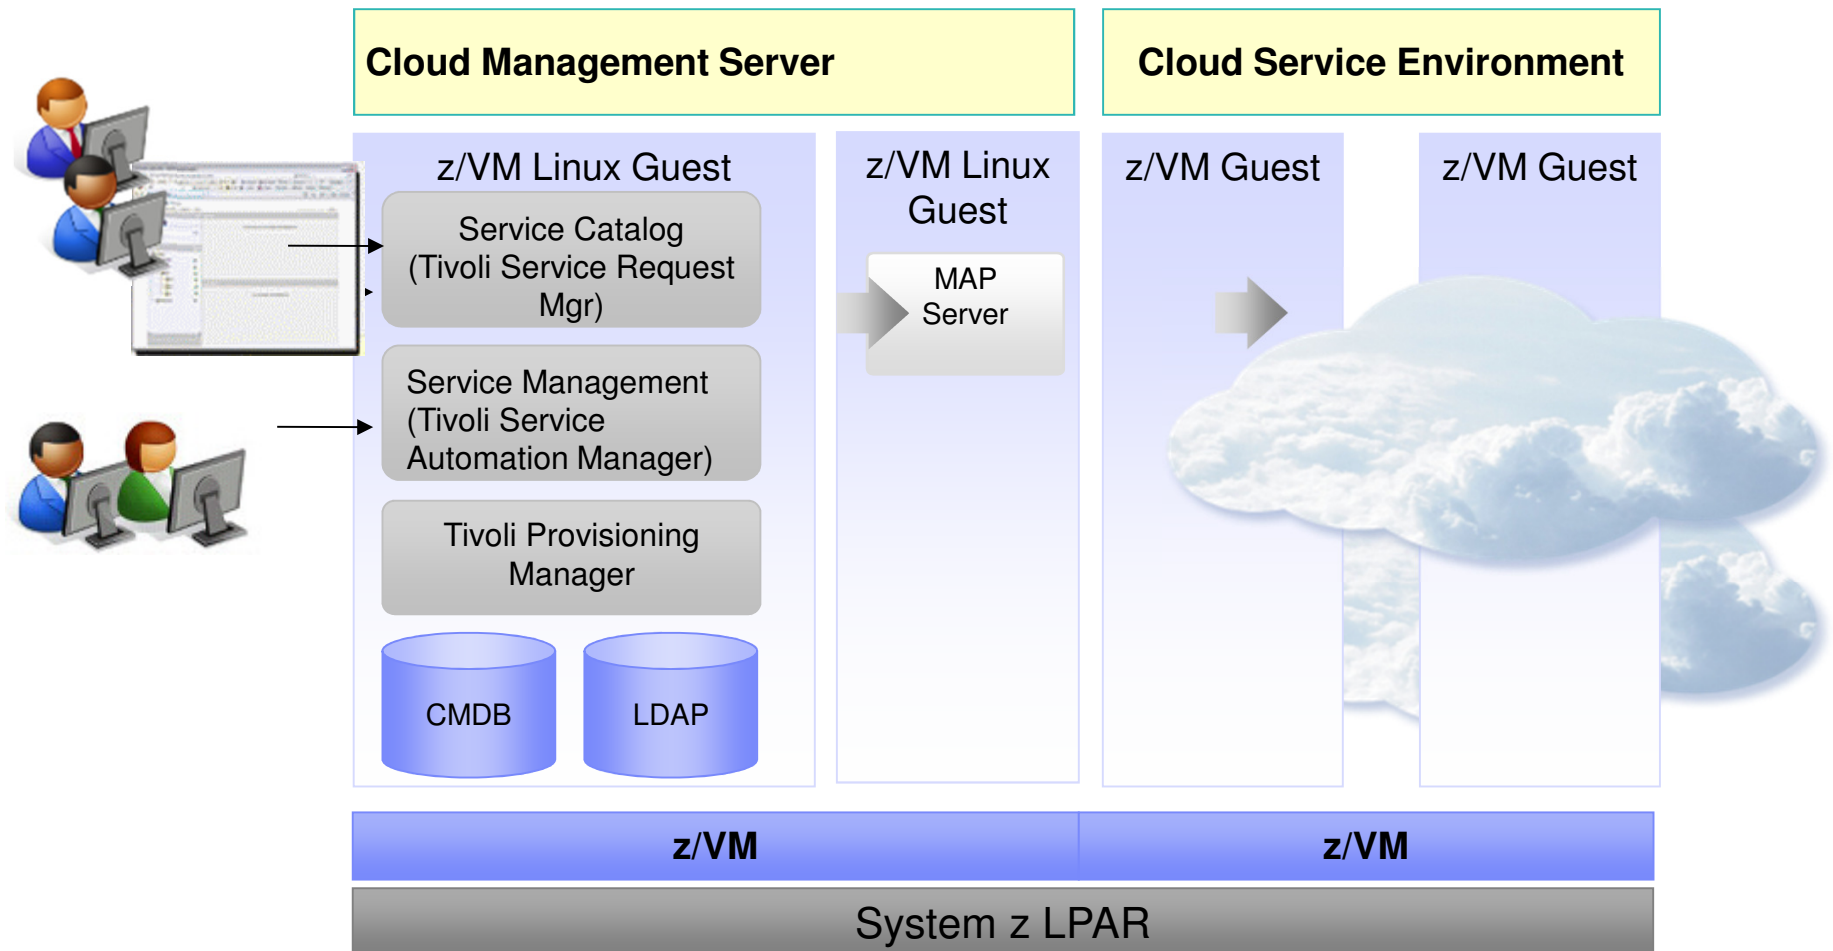 Cloud Management Server
Cloud Service Environment
z/VM Linux Guest
Service Catalog
(Tivoli Service Request
Mgr)
Service Management
(Tivoli Service
Automation Manager)
Tivoli Provisioning
Manager
CMDB
LDAP
z/VM Linux
Guest
MAP
Server
z/VM Guest
z/VM Guest
z/VM
z/VM
System z LPAR